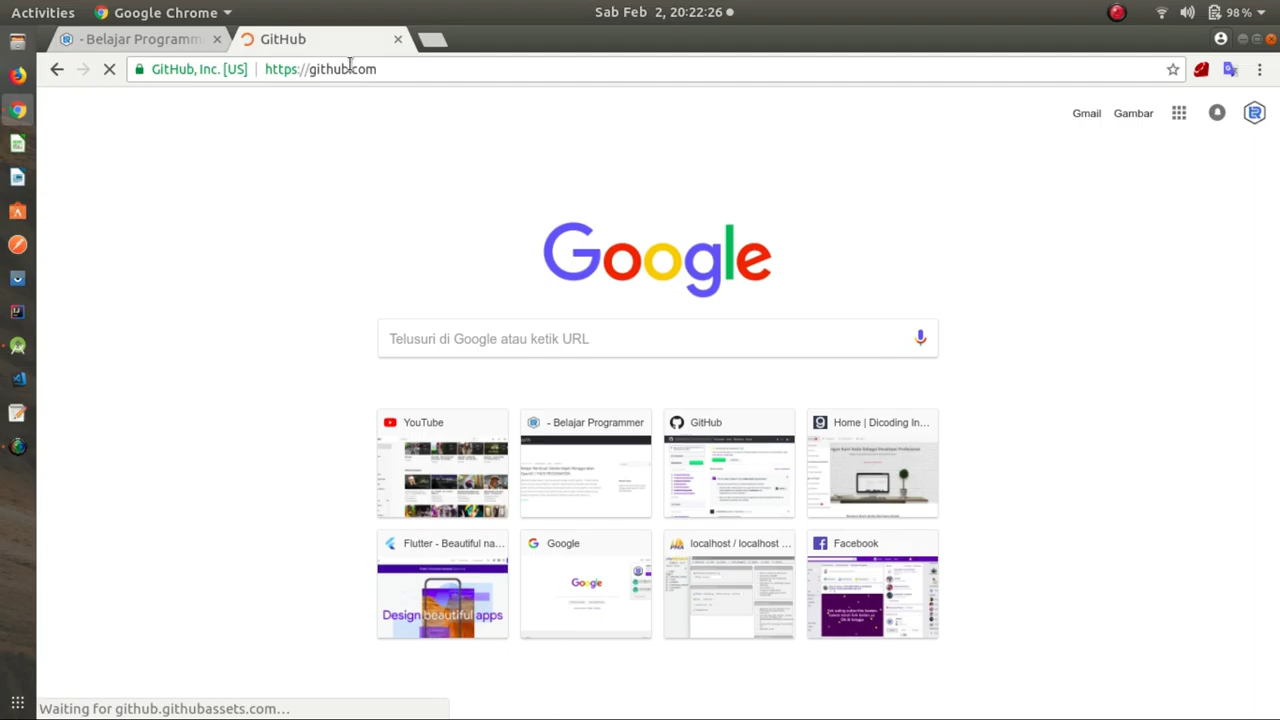 Activities Google Chrome Sab Feb 2, 20:22:26 98%
- Belajar Programm GitHub
GitHub, Inc. [US] https://github.com
Gmail Gambar
Google
Telusuri di Google atau ketik URL
YouTube - Belajar Programmer GitHub Home | Dicoding In...
Flutter - Beautiful na... Google localhost / localhost ... Facebook
Design beautiful apps
Google
Waiting for github.githubassets.com...